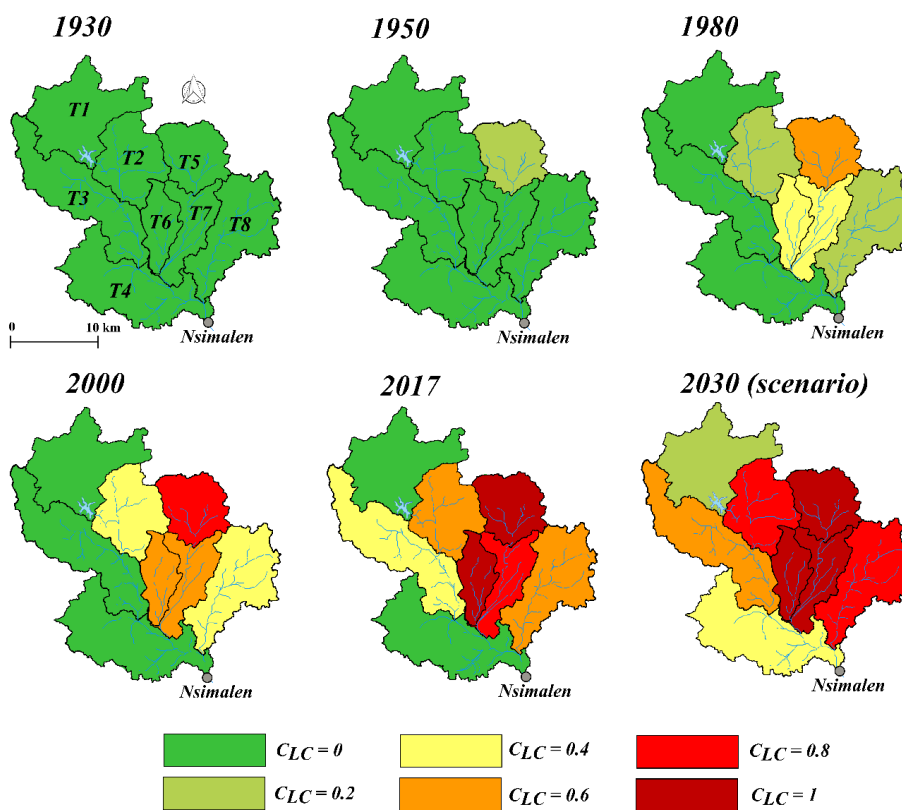 1930
1950
1980
T1
T2
T5
T3
T6
T7
T8
T4
0
10 km
Nsimalen
Nsimalen
Nsimalen
2000
2017
2030 (scenario)
Nsimalen
Nsimalen
Nsimalen
CLC = 0
CLC = 0.4
CLC = 0.8
CLC = 0.2
CLC = 0.6
CLC = 1